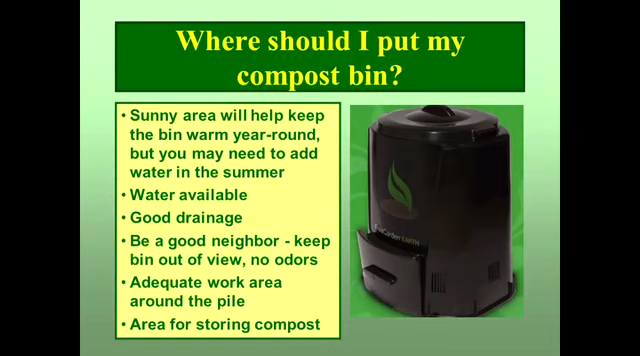 Where should I put my
compost bin?
• Sunny area will help keep
the bin warm year-round,
but you may need to add
water in the summer
• Water available
• Good drainage
• Be a good neighbor - keep
bin out of view, no odors
• Adequate work area
around the pile
• Area for storing compost
EARTH